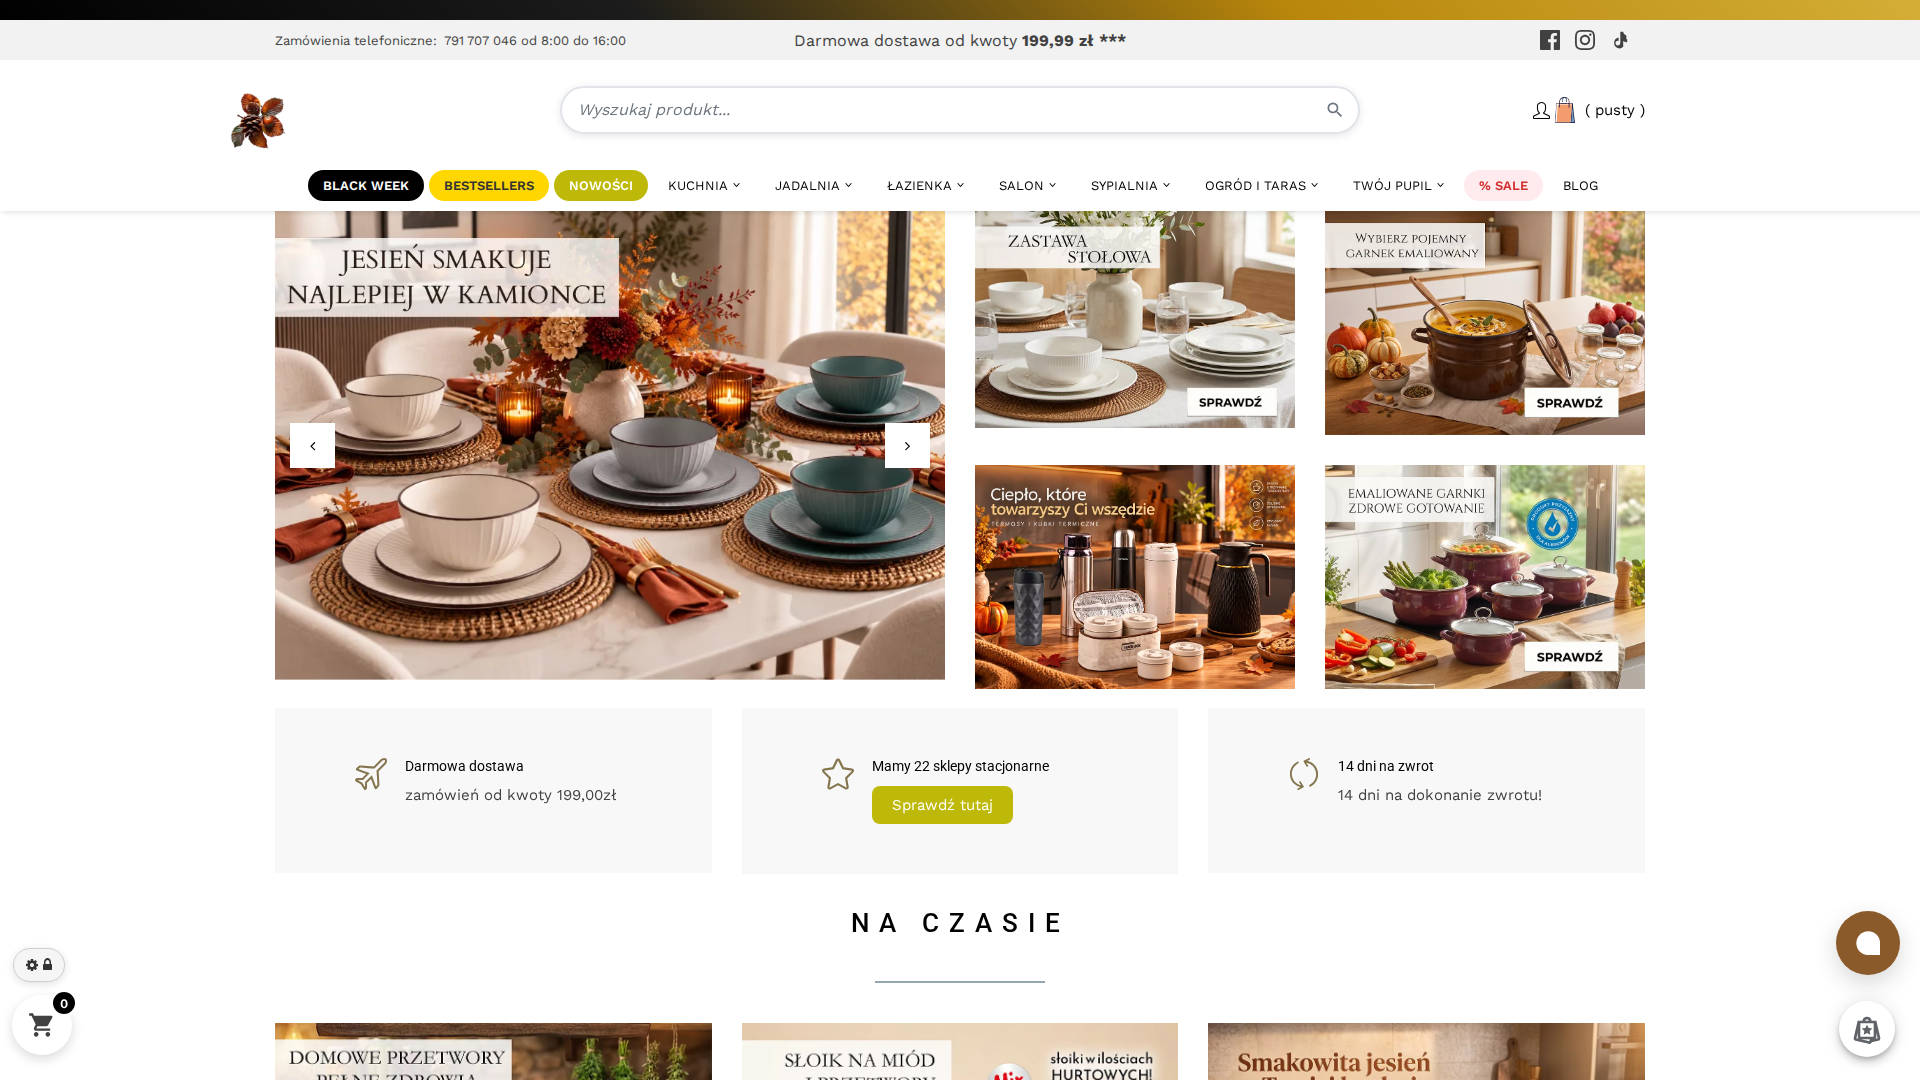 Zamówienia telefoniczne: 791 707 046 od 8:00 do 16:00
Darmowa dostawa od kwoty 199,99 zł ***
Wyszukaj produkt...
( pusty )
BLACK WEEK
BESTSELLERS
NOWOŚCI
KUCHNIA
JADALNIA
ŁAZIENKA
SALON
SYPIALNIA
OGRÓD I TARAS
TWÓJ PUPIL
% SALE
BLOG
JESIEŃ SMAKUJE
NAJLEPIEJ W KAMIONCE
ZASTAWA
STOŁOWA
SPRAWDŹ
WYBIERZ POJEMNY
GARNEK EMALIOWANY
SPRAWDŹ
Ciepło, które
towarzyszy Ci wszędzie
TERMOSY I KUBKI TERMICZNE
EMALIOWANE GARNKI
ZDROWE GOTOWANIE
SPRAWDŹ
Darmowa dostawa
zamówień od kwoty 199,00zł
Mamy 22 sklepy stacjonarne
Sprawdź tutaj
14 dni na zwrot
14 dni na dokonanie zwrotu!
NA CZASIE
0
DOMOWE PRZETWORY
PEŁNE ZDROWIA
SŁOIK NA MIÓD
I PRZETWORY
słoiki w ilościach
HURTOWYCH!
Mix
Smakowita jesień